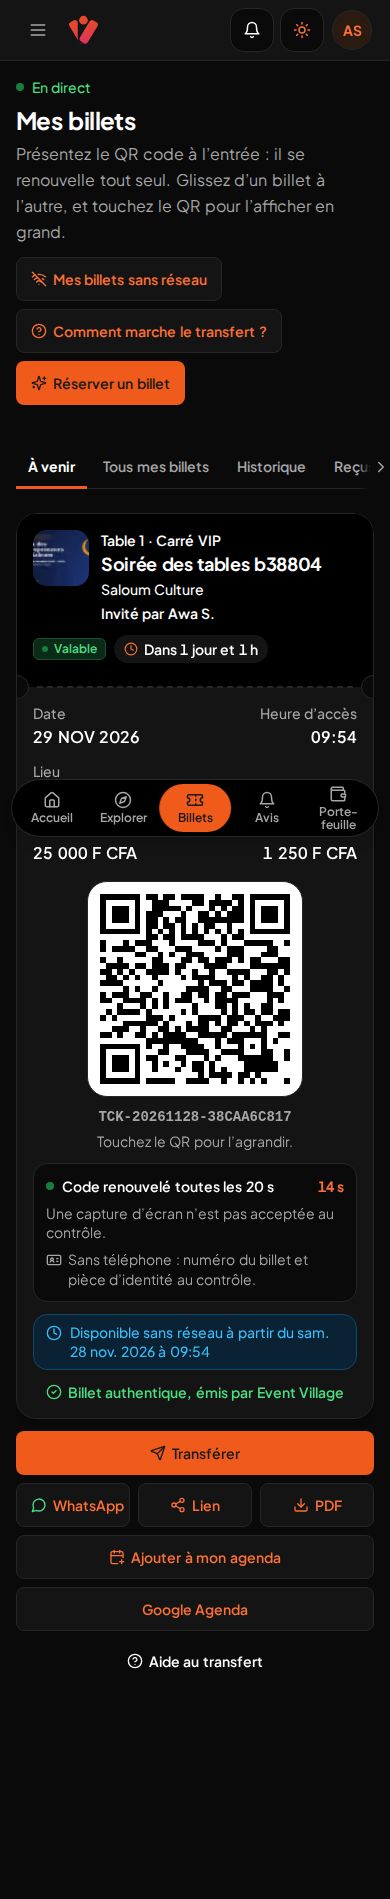 AS
En direct
Mes billets
Présentez le QR code à l’entrée : il se
renouvelle tout seul. Glissez d’un billet à
l’autre, et touchez le QR pour l’afficher en
grand.
Mes billets sans réseau
Comment marche le transfert ?
Réserver un billet
À venir
Tous mes billets
Historique
Reçu
Table 1 · Carré VIP
Soirée des tables b38804
Saloum Culture
Invité par Awa S.
Valable
Dans 1 jour et 1 h
Date
Heure d’accès
29 NOV 2026
09:54
Lieu
Accueil
Explorer
Billets
Avis
Porte-
feuille
25 000 F CFA
1 250 F CFA
TCK-20261128-38CAA6C817
Touchez le QR pour l’agrandir.
Code renouvelé toutes les 20 s
14 s
Une capture d’écran n’est pas acceptée au
contrôle.
Sans téléphone : numéro du billet et
pièce d’identité au contrôle.
Disponible sans réseau à partir du sam.
28 nov. 2026 à 09:54
Billet authentique, émis par Event Village
Transférer
WhatsApp
Lien
PDF
Ajouter à mon agenda
Google Agenda
Aide au transfert